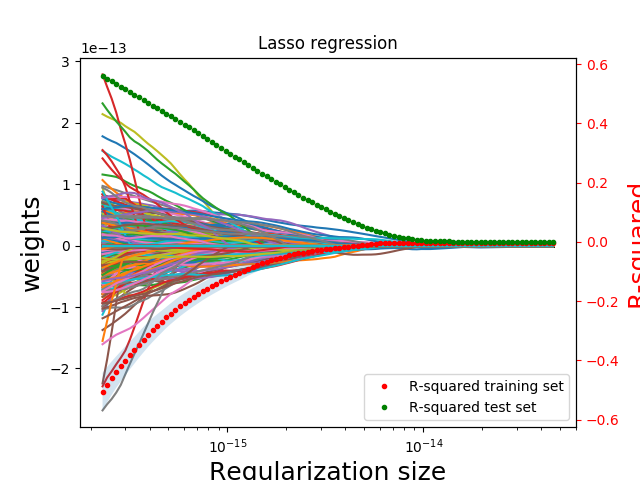 Lasso regression
1e−13
3
2
1
0
−1
−2
weights
0.6
0.4
0.2
0.0
−0.2
−0.4
−0.6
R-squared
R-squared training set
R-squared test set
10⁻¹⁵
10⁻¹⁴
Regularization size